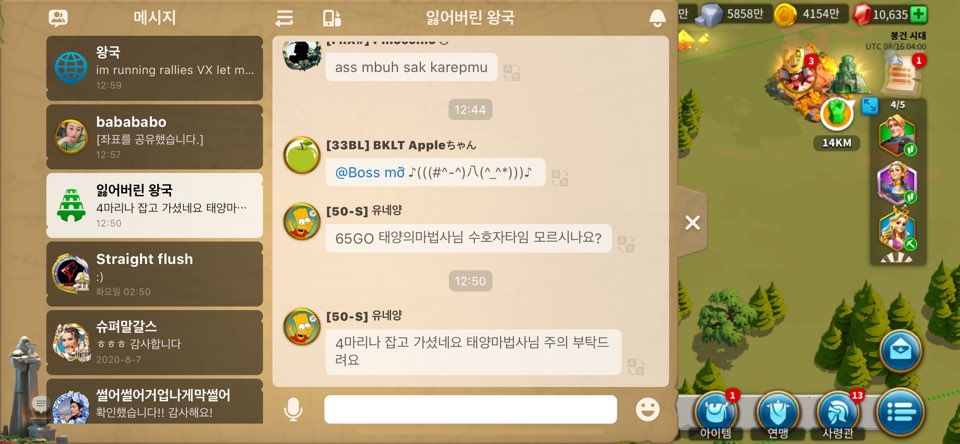 메시지
왕국
im running rallies VX let m...
12:59
babababo
[좌표를 공유했습니다.]
12:57
잃어버린 왕국
4마리나 잡고 가셨네요 태양마...
12:50
Straight flush
:)
화요일 02:50
슈퍼말갈스
ㅎㅎㅎ 감사합니다
2020-8-7
썰어썰어거업나게막썰어
확인했습니다!! 감사해요!
잃어버린 왕국
ass mbuh sak karepmu
12:44
[33BL] BKLT Appleちゃん
@Boss mỡ ♪(((#^-^)八(^_^*)))♪
[50-S] 유네양
65GO 태양의마법사님 수호자타임 모르시나요?
12:50
[50-S] 유네양
4마리나 잡고 가셨네요 태양마법사님 주의 부탁드
려요
만
5858만
4154만
10,635
봉건 시대
UTC 08/16 04:00
3
1
4/5
14KM
1
13
아이템
연맹
사령관